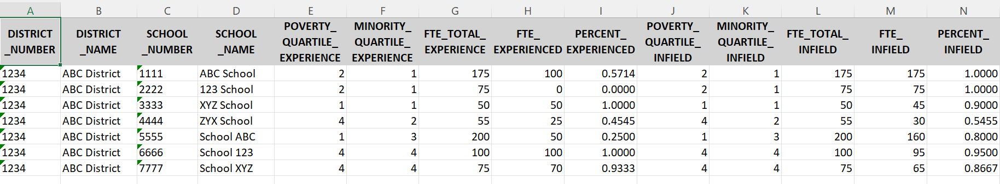 A B C D E F G H I J K L M N
DISTRICT_NUMBER DISTRICT_NAME SCHOOL_NUMBER SCHOOL_NAME POVERTY_QUARTILE_EXPERIENCE MINORITY_QUARTILE_EXPERIENCE FTE_TOTAL_EXPERIENCE FTE_EXPERIENCED PERCENT_EXPERIENCED POVERTY_QUARTILE_INFIELD MINORITY_QUARTILE_INFIELD FTE_TOTAL_INFIELD FTE_INFIELD PERCENT_INFIELD
1234 ABC District 1111 ABC School 2 1 175 100 0.5714 2 1 175 175 1.0000
1234 ABC District 2222 123 School 2 1 75 0 0.0000 2 1 75 75 1.0000
1234 ABC District 3333 XYZ School 1 1 50 50 1.0000 1 1 50 45 0.9000
1234 ABC District 4444 ZYX School 4 2 55 25 0.4545 4 2 55 30 0.5455
1234 ABC District 5555 School ABC 1 3 200 50 0.2500 1 3 200 160 0.8000
1234 ABC District 6666 School 123 4 4 100 100 1.0000 4 4 100 95 0.9500
1234 ABC District 7777 School XYZ 4 4 75 70 0.9333 4 4 75 65 0.8667